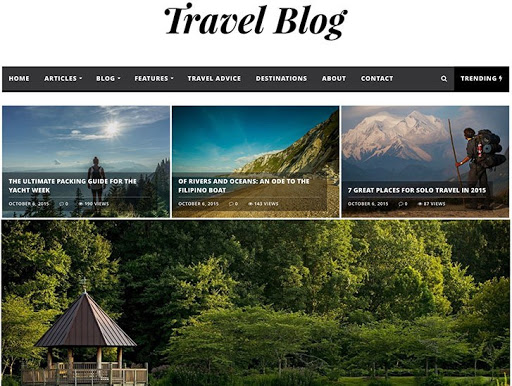 Travel Blog
HOME ARTICLES BLOG FEATURES TRAVEL ADVICE DESTINATIONS ABOUT CONTACT TRENDING
THE ULTIMATE PACKING GUIDE FOR THE
YACHT WEEK
OCTOBER 6, 2015 0 190 VIEWS
OF RIVERS AND OCEANS: AN ODE TO THE
FILIPINO BOAT
OCTOBER 6, 2015 0 143 VIEWS
7 GREAT PLACES FOR SOLO TRAVEL IN 2015
OCTOBER 6, 2015 0 87 VIEWS